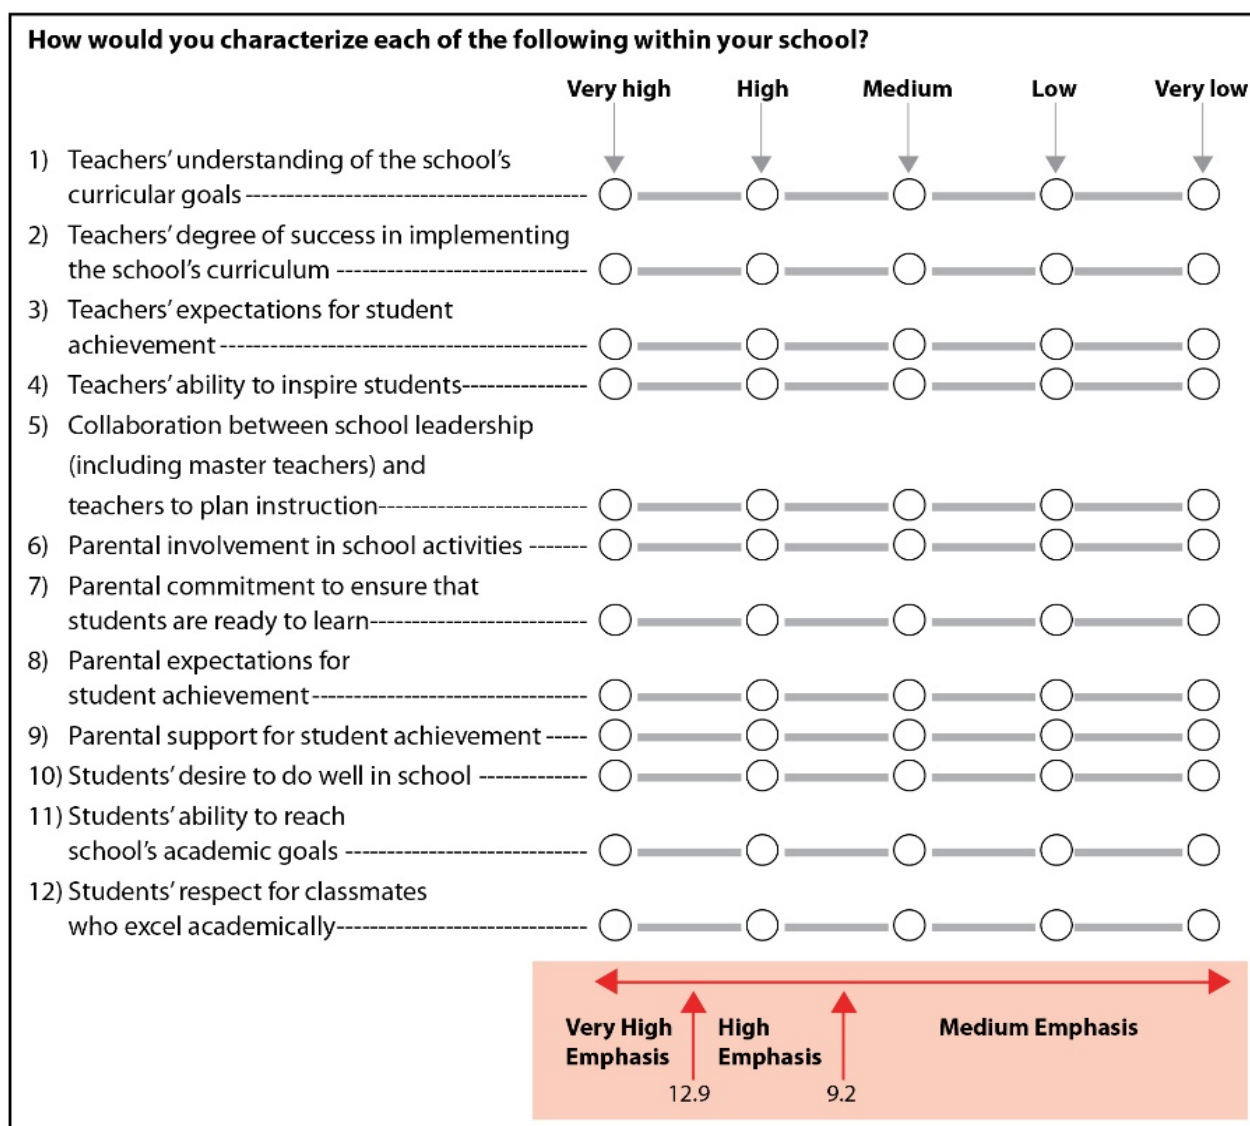 How would you characterize each of the following within your school?
Very high High Medium Low Very low
1) Teachers’ understanding of the school’s
curricular goals
2) Teachers’ degree of success in implementing
the school’s curriculum
3) Teachers’ expectations for student
achievement
4) Teachers’ ability to inspire students
5) Collaboration between school leadership
(including master teachers) and
teachers to plan instruction
6) Parental involvement in school activities
7) Parental commitment to ensure that
students are ready to learn
8) Parental expectations for
student achievement
9) Parental support for student achievement
10) Students’ desire to do well in school
11) Students’ ability to reach
school’s academic goals
12) Students’ respect for classmates
who excel academically
Very High
Emphasis
High
Emphasis
Medium Emphasis
12.9 9.2